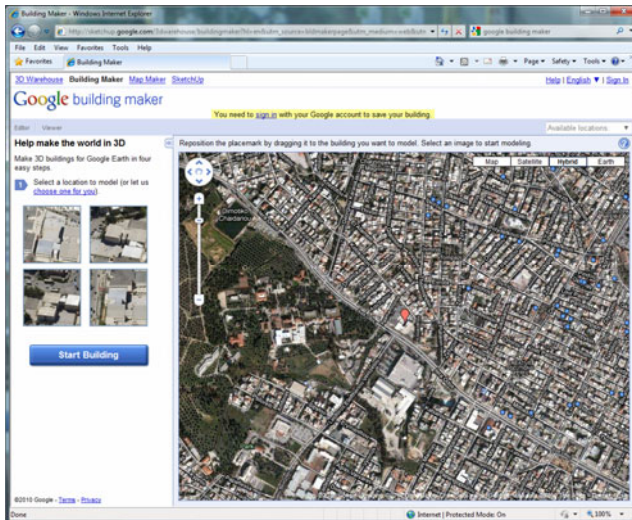 Building Maker - Windows Internet Explorer
google building maker
File Edit View Favorites Tools Help
Favorites Building Maker
Page Safety Tools
3D Warehouse Building Maker Map Maker SketchUp
Help | English ▼ | Sign In
Google building maker
You need to sign in with your Google account to save your building.
Editor Viewer
Available locations
Help make the world in 3D
Make 3D buildings for Google Earth in four
easy steps.
1 Select a location to model (or let us
choose one for you)
Start Building
Reposition the placemark by dragging it to the building you want to model. Select an image to start modeling.
Map Satellite Hybrid Earth
©2010 Google - Terms - Privacy
Done
Internet | Protected Mode: On
100%